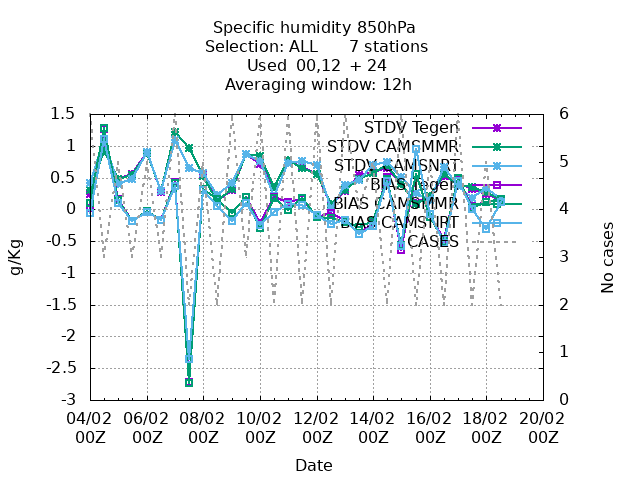 Specific humidity 850hPa
Selection: ALL 7 stations
Used 00,12 + 24
Averaging window: 12h
STDV Tegen
STDV CAMSMMR
STDV CAMSNRT
BIAS Tegen
BIAS CAMSMMR
BIAS CAMSNRT
CASES
g/Kg
1.5
1
0.5
0
-0.5
-1
-1.5
-2
-2.5
-3
No cases
6
5
4
3
2
1
0
04/02 06/02 08/02 10/02 12/02 14/02 16/02 18/02 20/02
00Z 00Z 00Z 00Z 00Z 00Z 00Z 00Z 00Z
Date